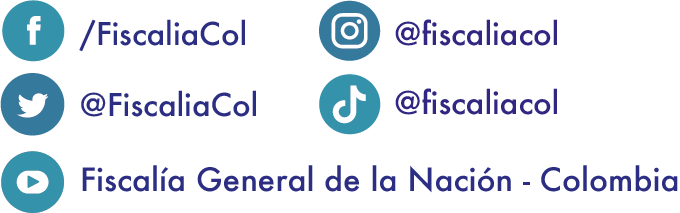 /FiscaliaCol
@fiscaliacol
@FiscaliaCol
@fiscaliacol
Fiscalía General de la Nación - Colombia